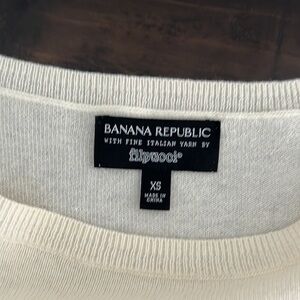 BANANA REPUBLIC
WITH FINE ITALIAN YARN BY
filpucci®
XS
MADE IN
CHINA